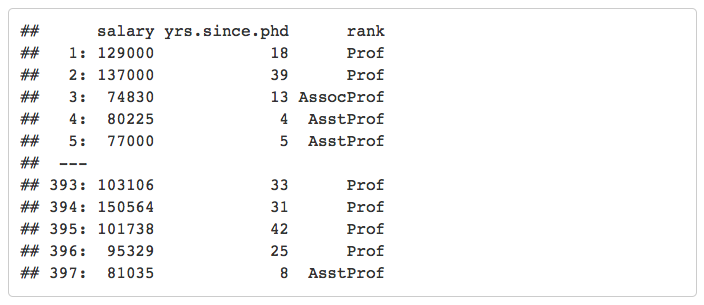 ##     salary yrs.since.phd      rank
##   1: 129000            18      Prof
##   2: 137000            39      Prof
##   3:  74830            13 AssocProf
##   4:  80225             4  AsstProf
##   5:  77000             5  AsstProf
##  ---
## 393: 103106            33      Prof
## 394: 150564            31      Prof
## 395: 101738            42      Prof
## 396:  95329            25      Prof
## 397:  81035             8  AsstProf